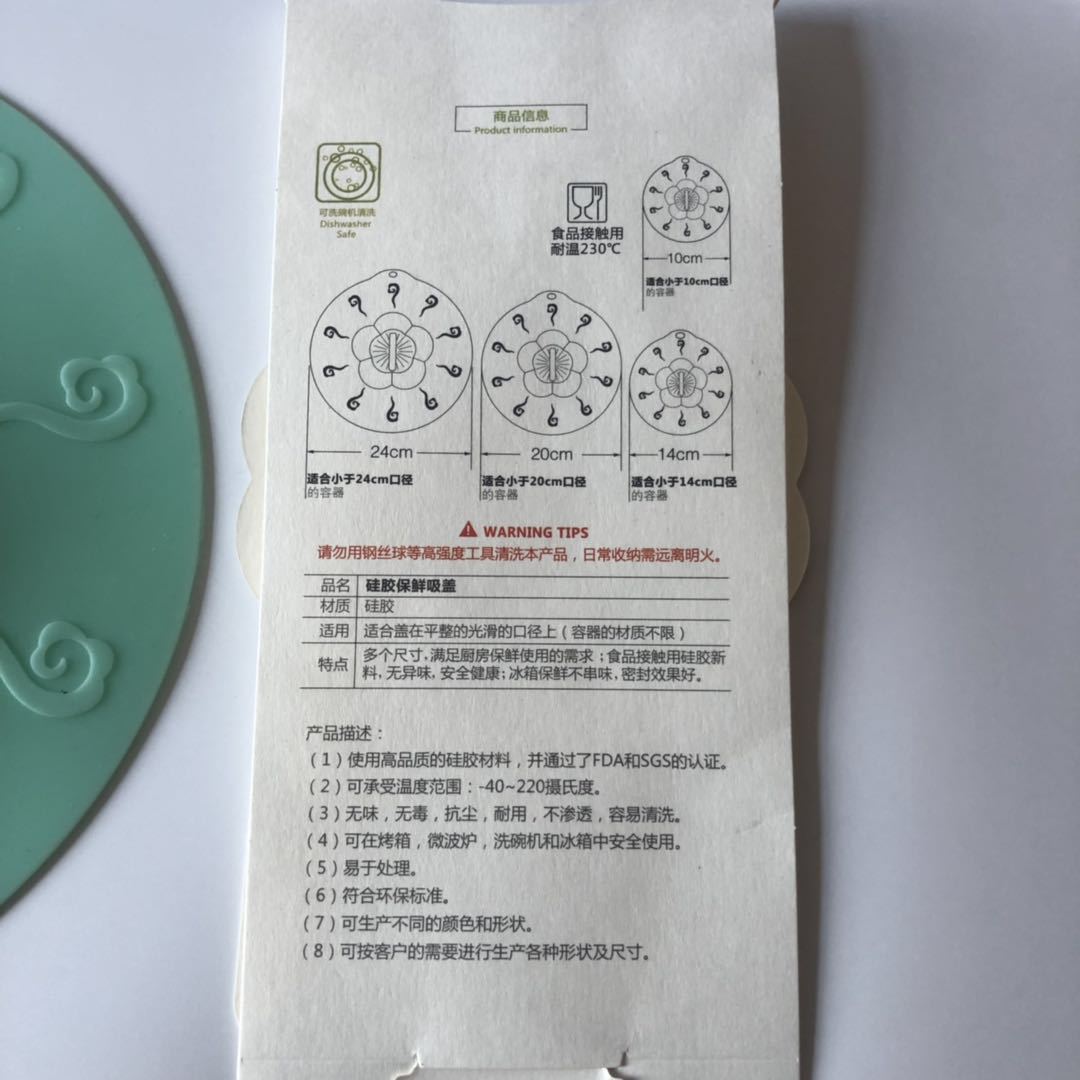 商品信息
Product information
可洗碗机清洗
Dishwasher
Safe
食品接触用
耐温230℃
10cm
适合小于10cm口径
的容器
24cm
适合小于24cm口径
的容器
20cm
适合小于20cm口径
的容器
14cm
适合小于14cm口径
的容器
WARNING TIPS
请勿用钢丝球等高强度工具清洗本产品，日常收纳需远离明火。
品名 硅胶保鲜吸盖
材质 硅胶
适用 适合盖在平整的光滑的口径上（容器的材质不限）
特点 多个尺寸，满足厨房保鲜使用的需求；食品接触用硅胶新
料，无异味，安全健康；冰箱保鲜不串味，密封效果好。
产品描述：
（1）使用高品质的硅胶材料，并通过了FDA和SGS的认证。
（2）可承受温度范围：-40~220摄氏度。
（3）无味，无毒，抗尘，耐用，不渗透，容易清洗。
（4）可在烤箱，微波炉，洗碗机和冰箱中安全使用。
（5）易于处理。
（6）符合环保标准。
（7）可生产不同的颜色和形状。
（8）可按客户的需要进行生产各种形状及尺寸。